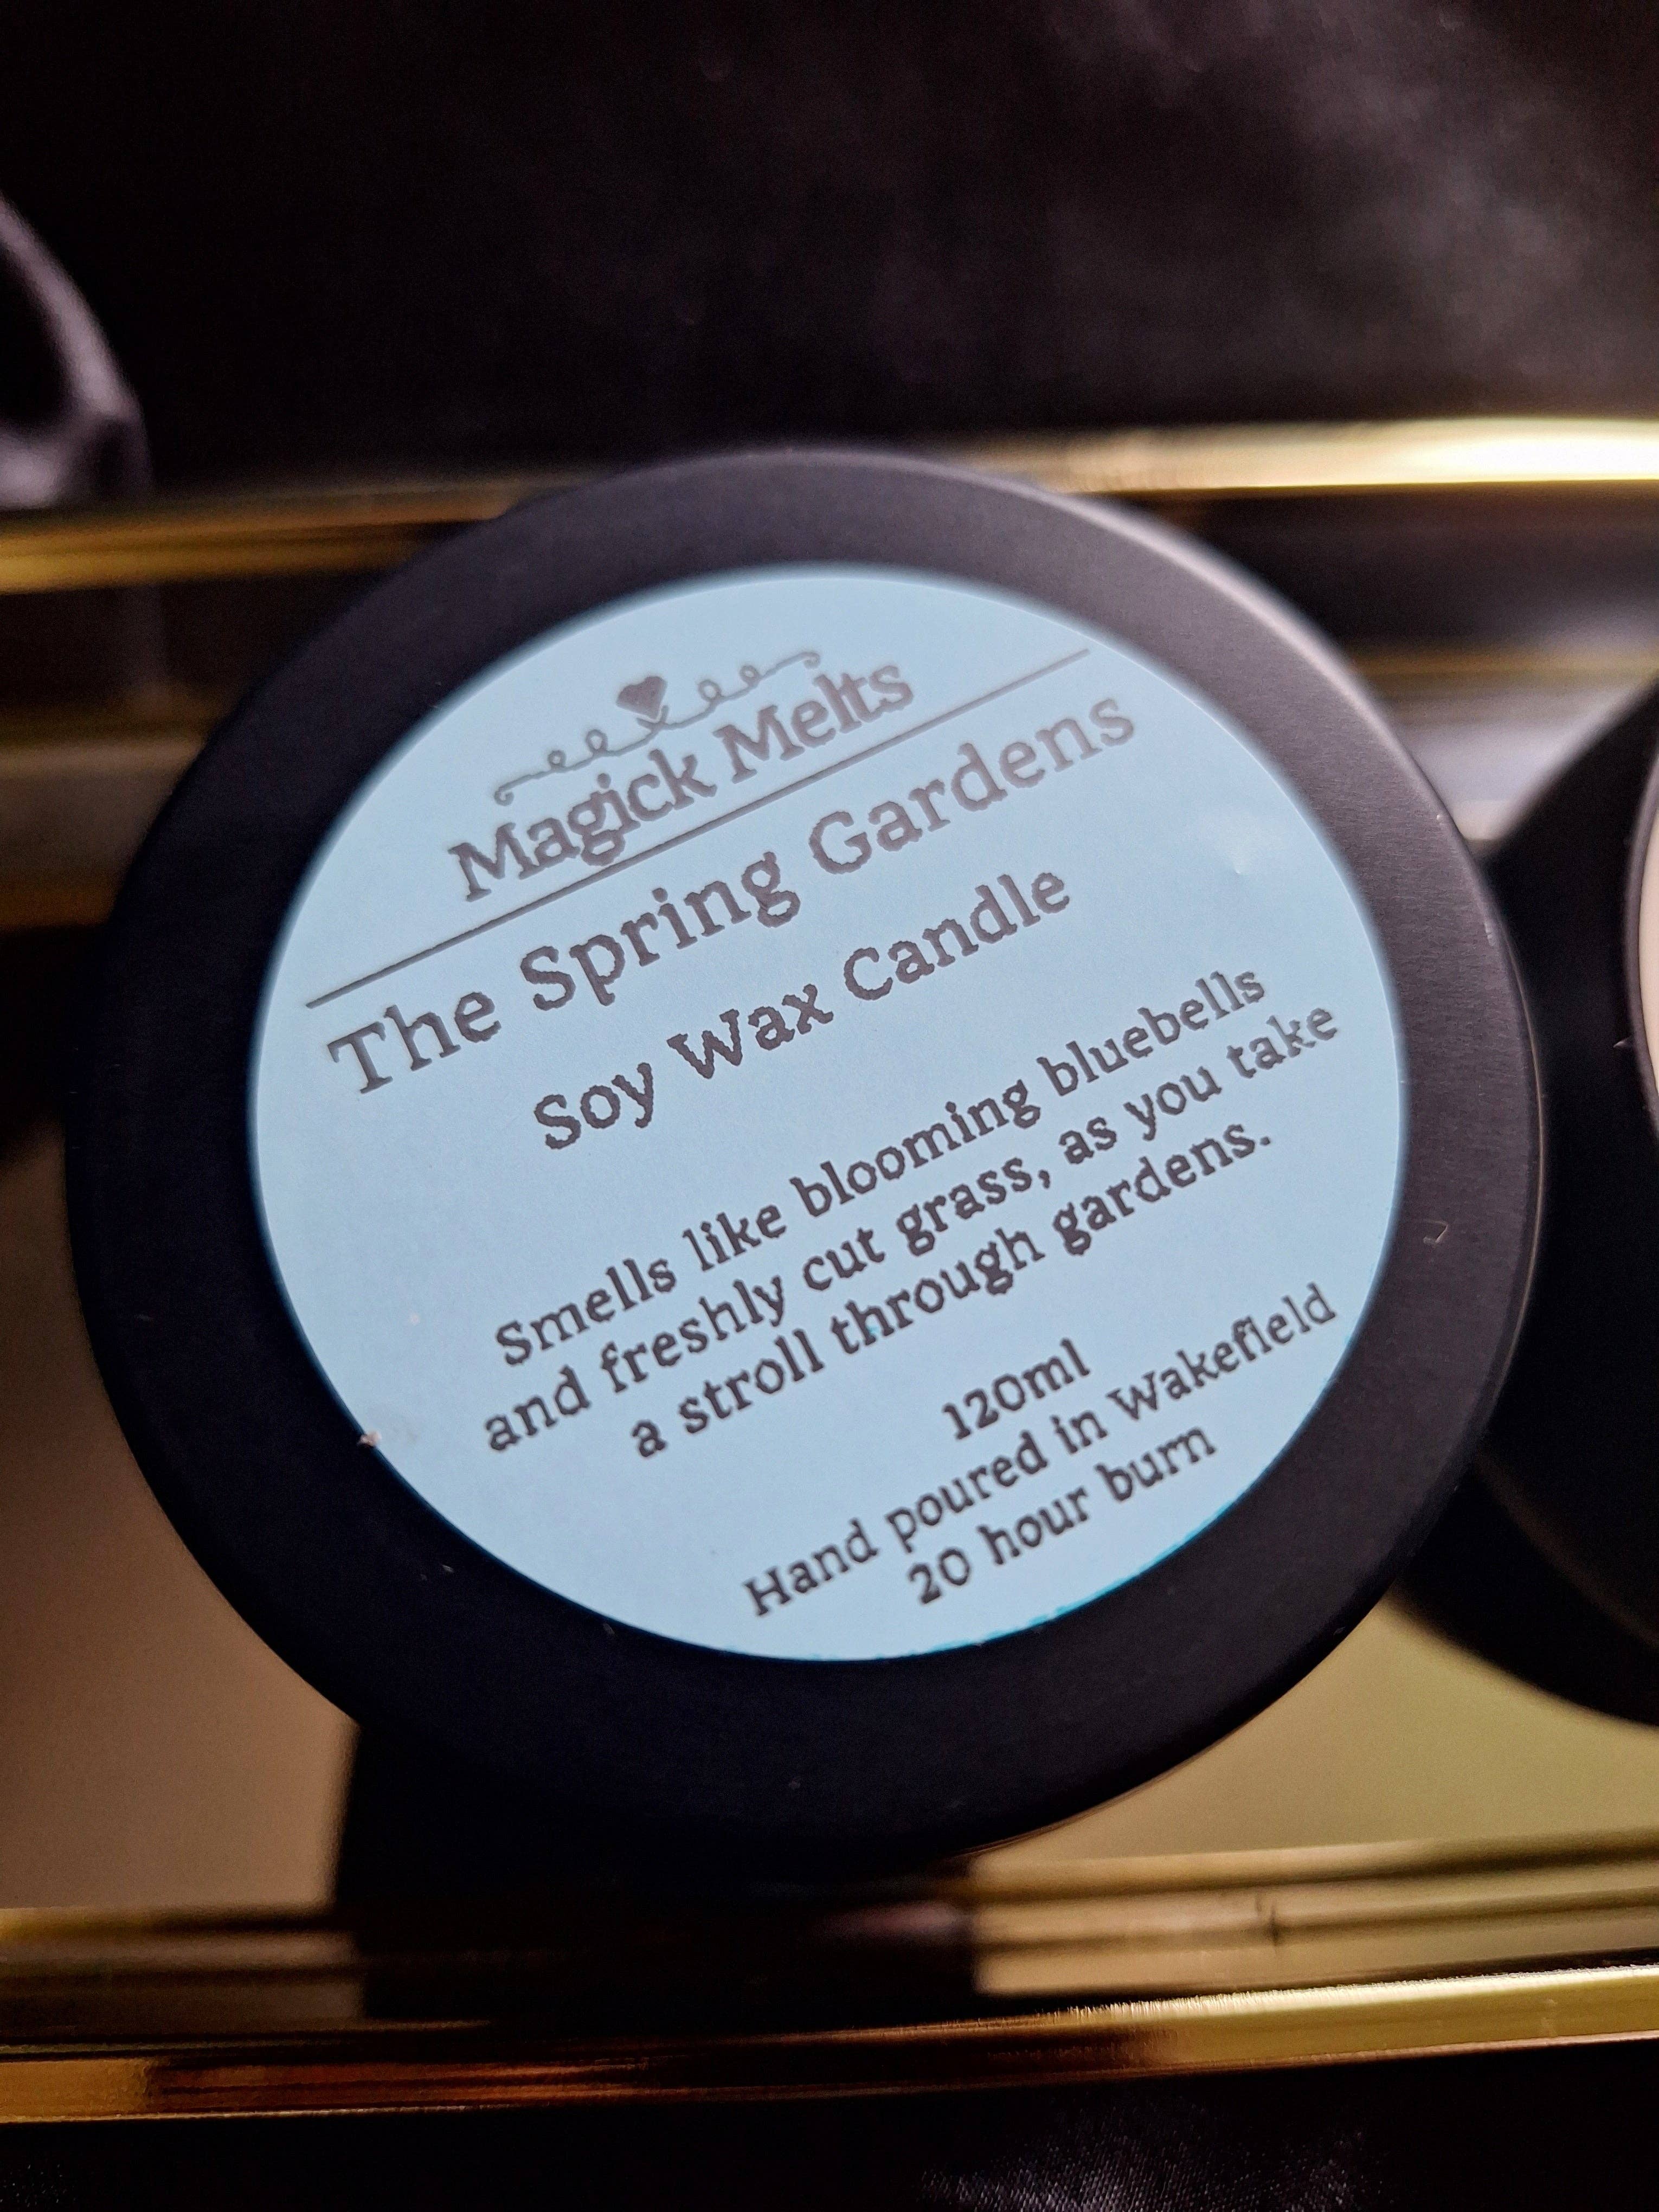 Magick Melts
The Spring Gardens
Soy Wax Candle
Smells like blooming bluebells
and freshly cut grass, as you take
a stroll through gardens.
120ml
Hand poured in Wakefield
20 hour burn